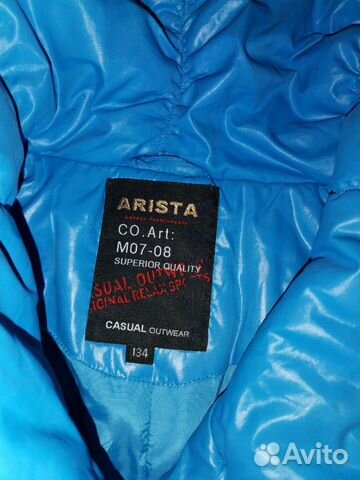 ARISTA
CO.Art:
M07-08
SUPERIOR QUALITY
CASUAL OUTWEAR
134
Avito